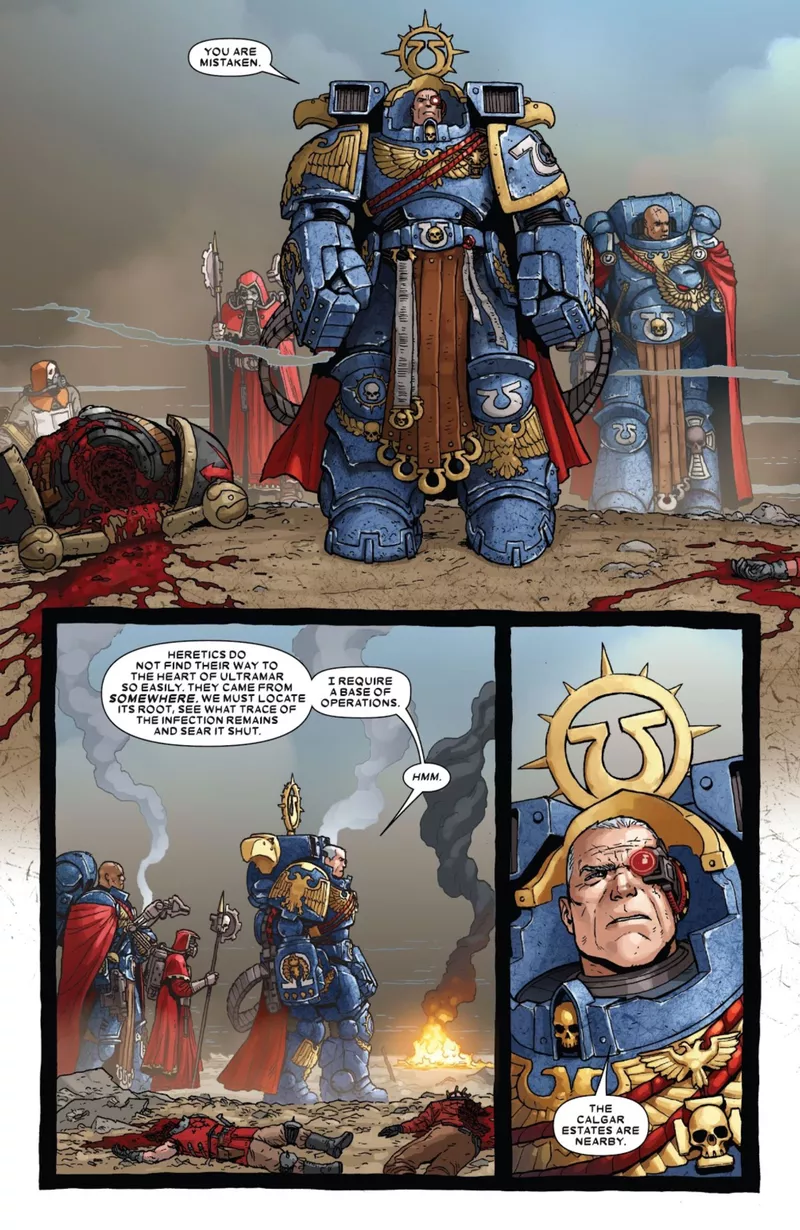 YOU ARE
MISTAKEN.
HERETICS DO
NOT FIND THEIR WAY TO
THE HEART OF ULTRAMAR
SO EASILY. THEY CAME FROM
SOMEWHERE. WE MUST LOCATE
ITS ROOT, SEE WHAT TRACE OF
THE INFECTION REMAINS
AND SEAR IT SHUT.
I REQUIRE
A BASE OF
OPERATIONS.
HMM.
THE
CALGAR
ESTATES ARE
NEARBY.